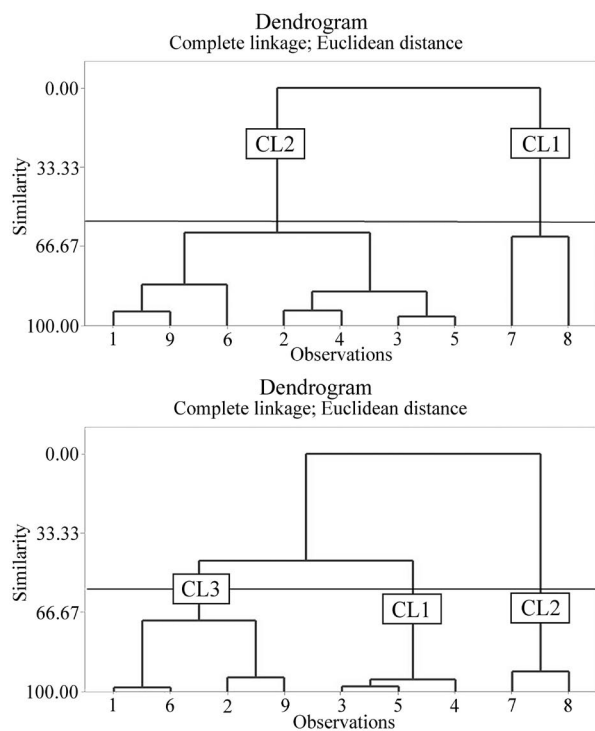 Dendrogram
Complete linkage; Euclidean distance
0.00
CL2 CL1
33.33
Similarity
66.67
100.00
1 9 6 2 4 3 5 7 8
Observations
Dendrogram
Complete linkage; Euclidean distance
0.00
33.33
Similarity
CL3 CL1 CL2
66.67
100.00
1 6 2 9 3 5 4 7 8
Observations